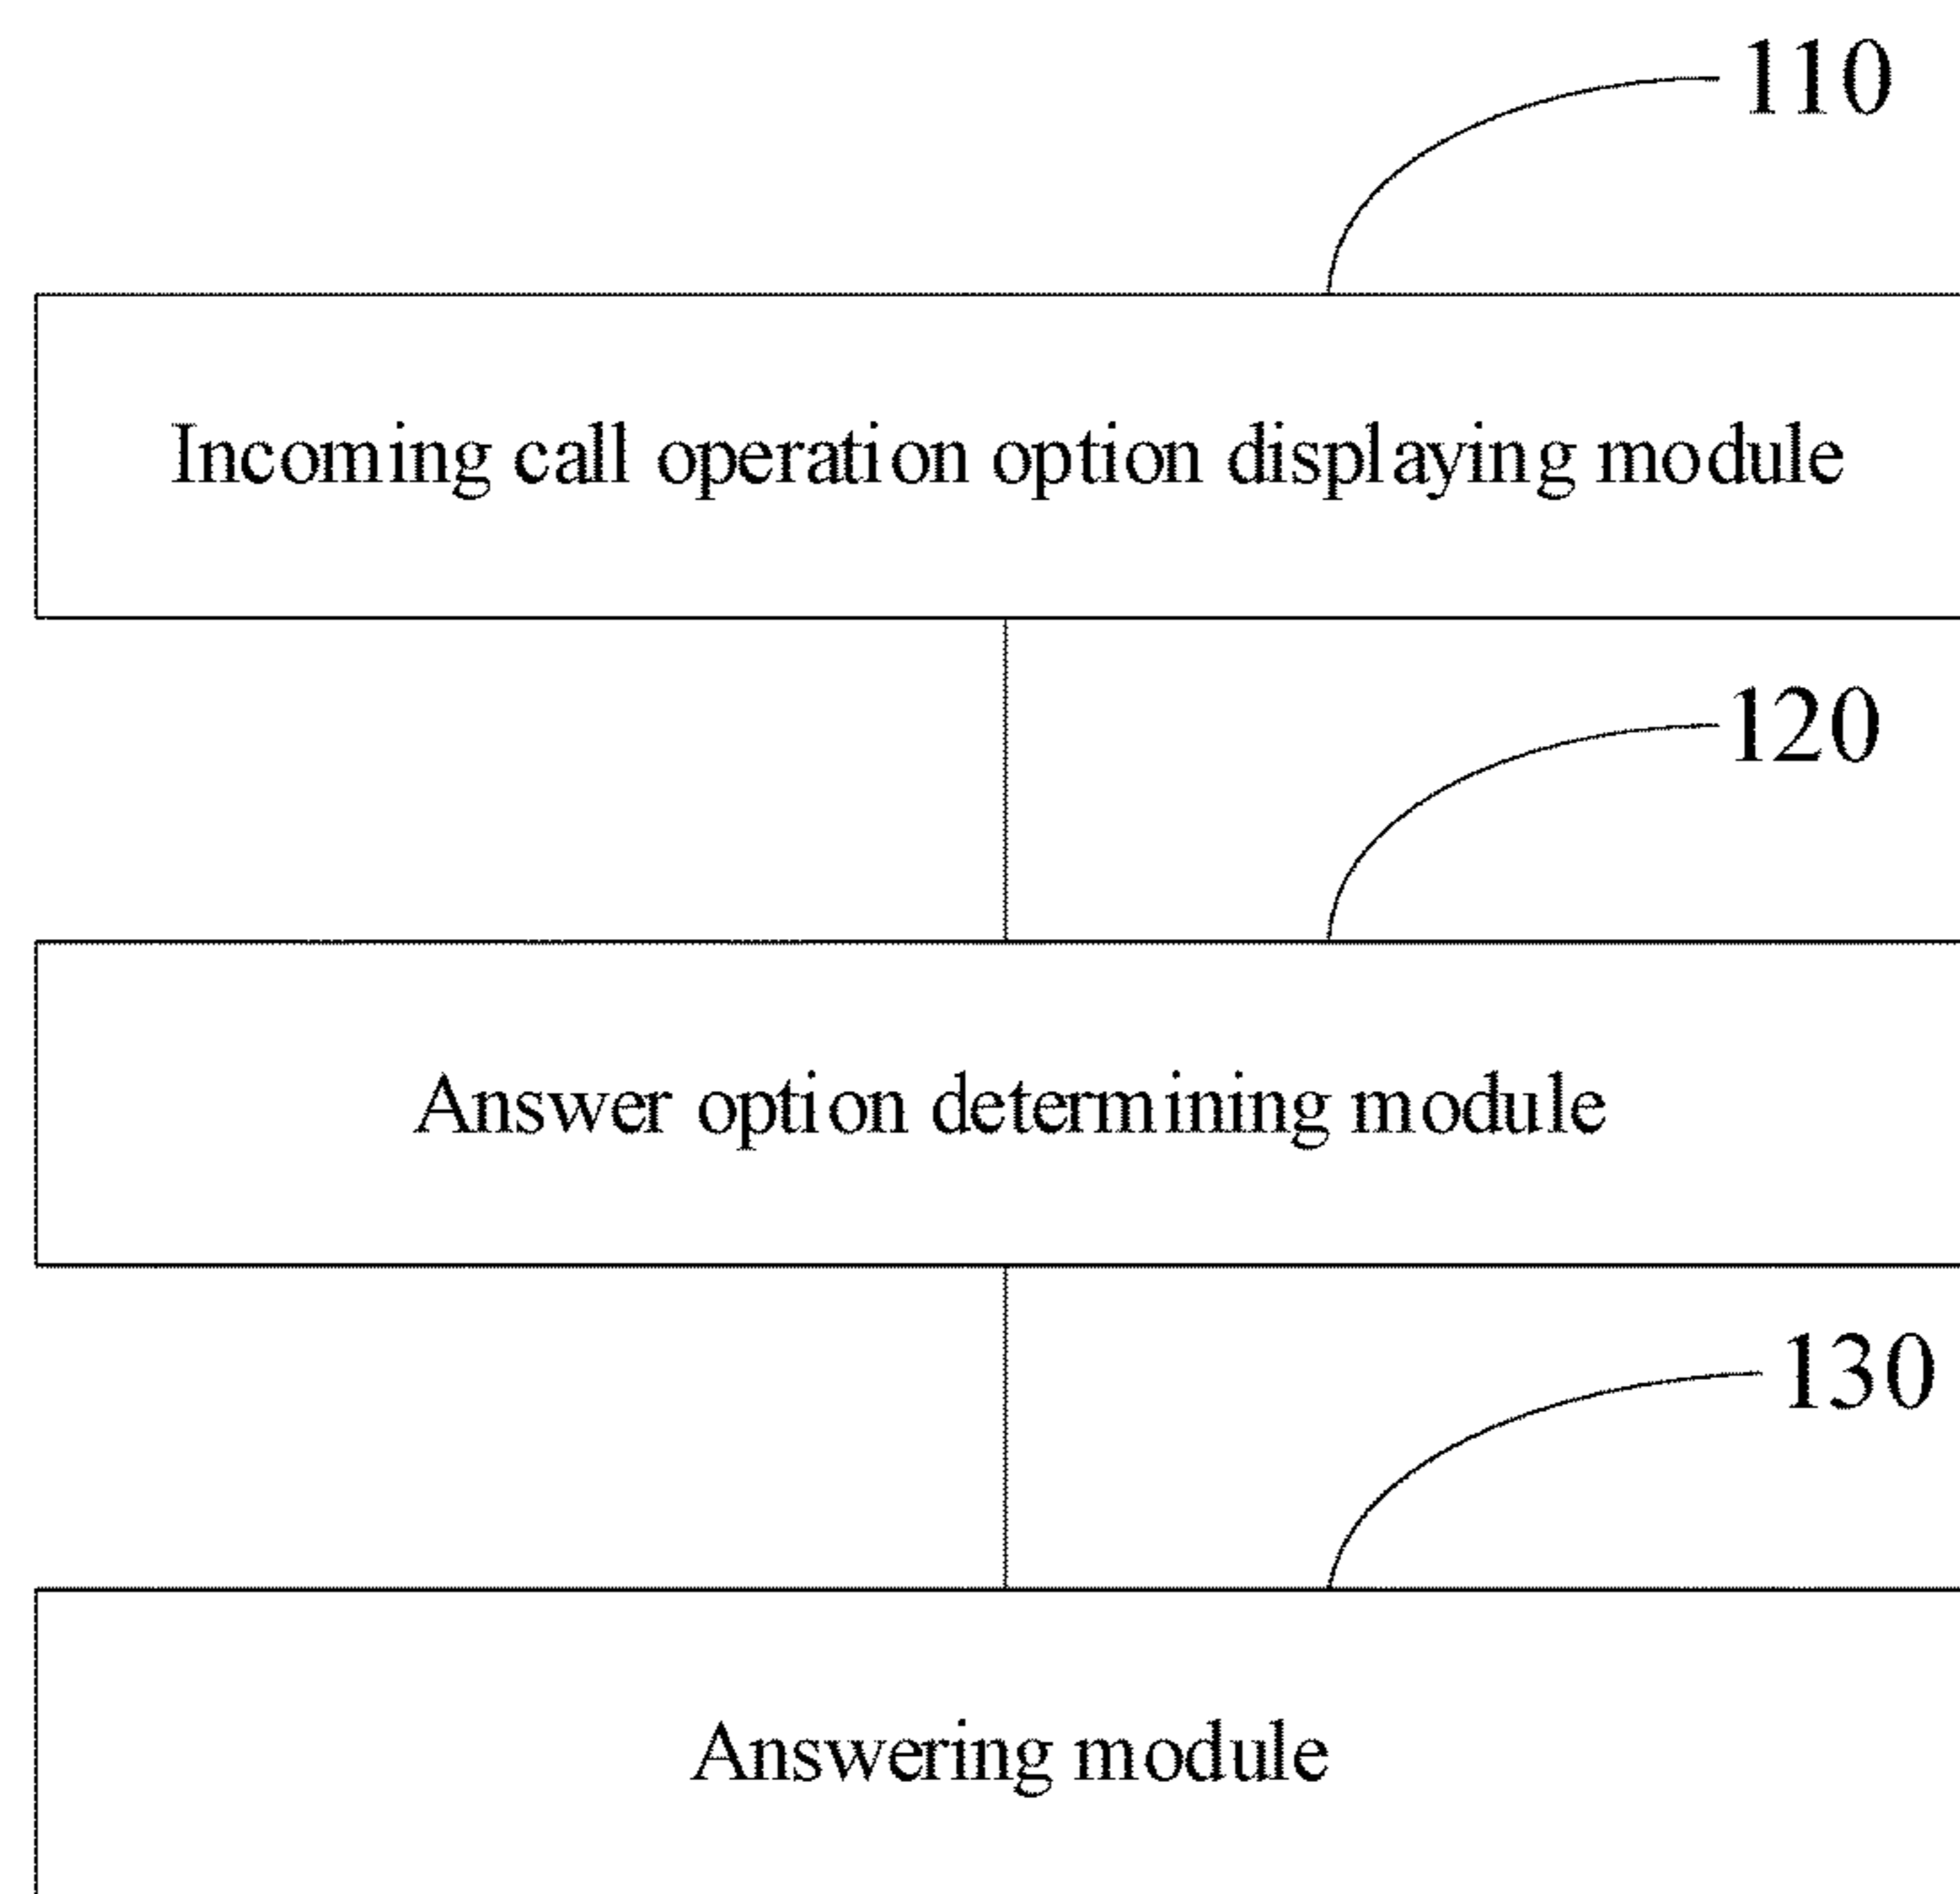 110
Incoming call operation option displaying module
120
Answer option determining module
130
Answering module